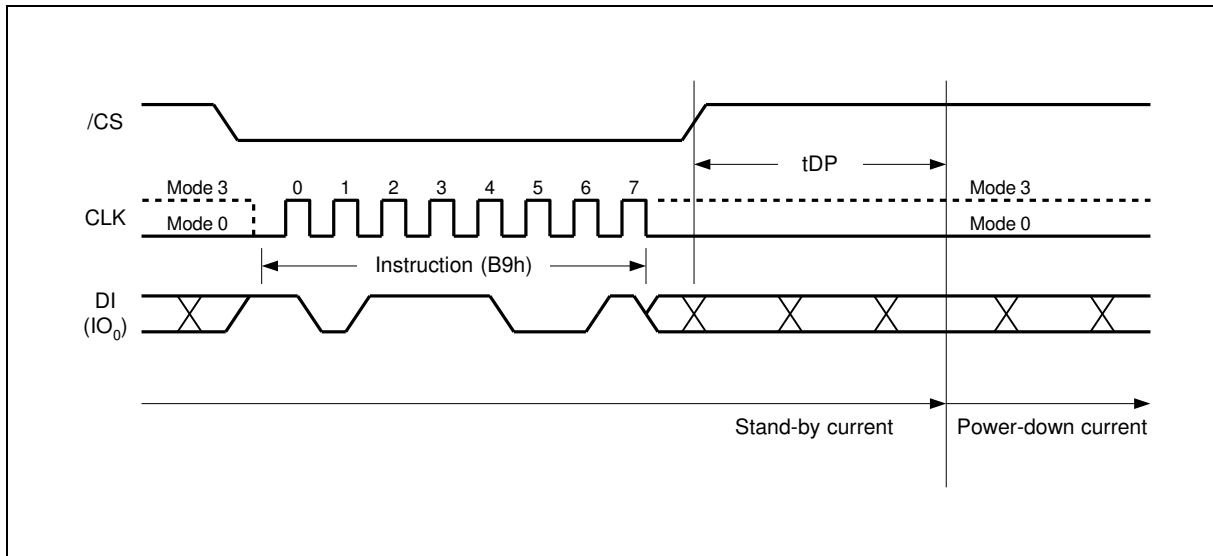 /CS
tDP
Mode 3 0 1 2 3 4 5 6 7 Mode 3
CLK
Mode 0 Mode 0
Instruction (B9h)
DI
(IO0)
Stand-by current Power-down current